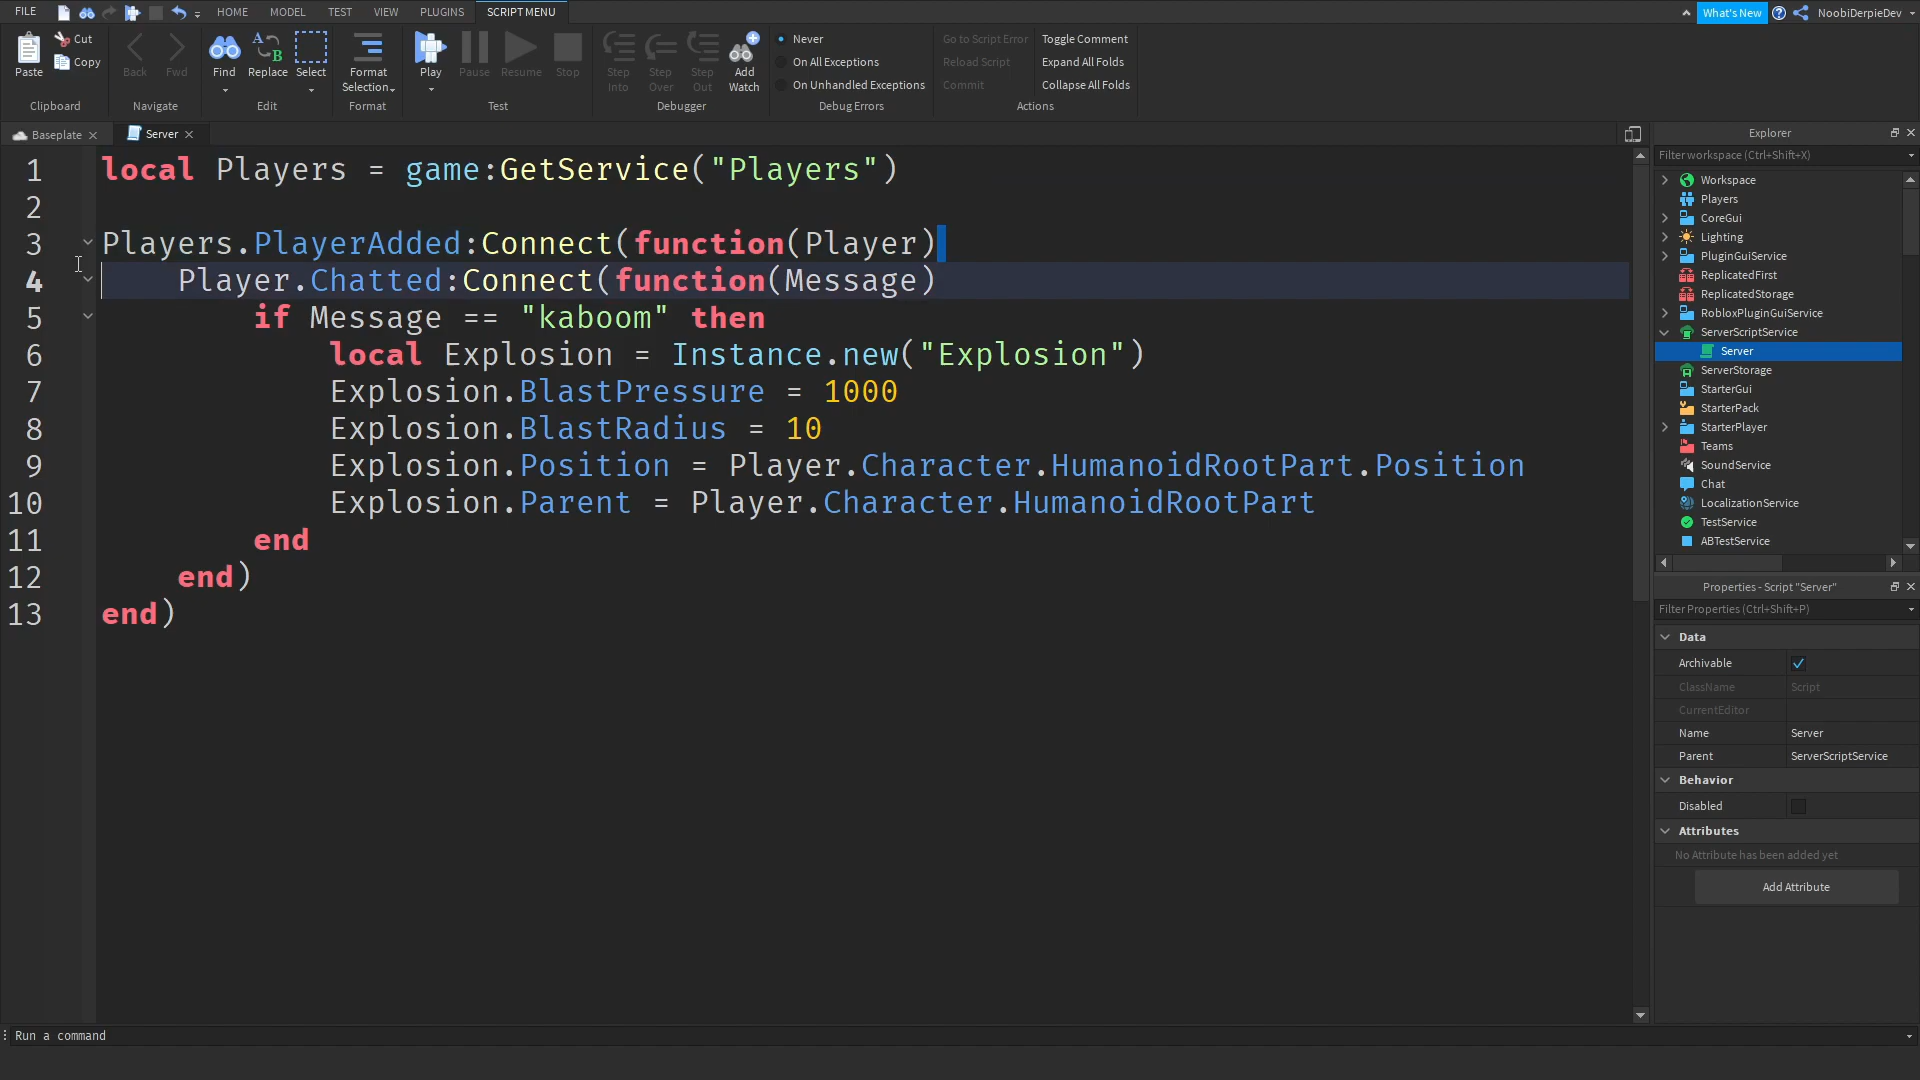 FILE HOME MODEL TEST VIEW PLUGINS SCRIPT MENU What's New NoobiDerpieDev
Paste
Cut
Copy
Clipboard
Back Fwd
Navigate
Find Replace Select
Edit
Format
Selection
Format
Play Pause Resume Stop
Test
Step
Into
Step
Over
Step
Out
Add
Watch
Debugger
Never
On All Exceptions
On Unhandled Exceptions
Debug Errors
Go to Script Error
Reload Script
Commit
Toggle Comment
Expand All Folds
Collapse All Folds
Actions
Baseplate Server
1 local Players = game:GetService("Players")
2
3 Players.PlayerAdded:Connect(function(Player)
4 Player.Chatted:Connect(function(Message)
5 if Message == "kaboom" then
6 local Explosion = Instance.new("Explosion")
7 Explosion.BlastPressure = 1000
8 Explosion.BlastRadius = 10
9 Explosion.Position = Player.Character.HumanoidRootPart.Position
10 Explosion.Parent = Player.Character.HumanoidRootPart
11 end
12 end)
13 end)
Explorer
Filter workspace (Ctrl+Shift+X)
Workspace
Players
CoreGui
Lighting
PluginGuiService
ReplicatedFirst
ReplicatedStorage
RobloxPluginGuiService
ServerScriptService
Server
ServerStorage
StarterGui
StarterPack
StarterPlayer
Teams
SoundService
Chat
LocalizationService
TestService
ABTestService
Properties - Script "Server"
Filter Properties (Ctrl+Shift+P)
Data
Archivable
ClassName Script
CurrentEditor
Name Server
Parent ServerScriptService
Behavior
Disabled
Attributes
No Attribute has been added yet
Add Attribute
Run a command